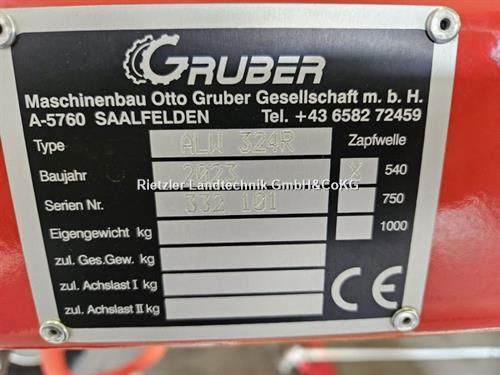 GRUBER
Maschinenbau Otto Gruber Gesellschaft m. b. H.
A-5760 SAALFELDEN Tel. +43 6582 72459
Type ALW 324R Zapfwelle
Baujahr 2023 X 540
Rietzler Landtechnik GmbH&CoKG
Serien Nr. 332 101 750
Eigengewicht kg 1000
zul. Ges.Gew. kg
zul. Achslast I kg
zul. Achslast II kg
CE